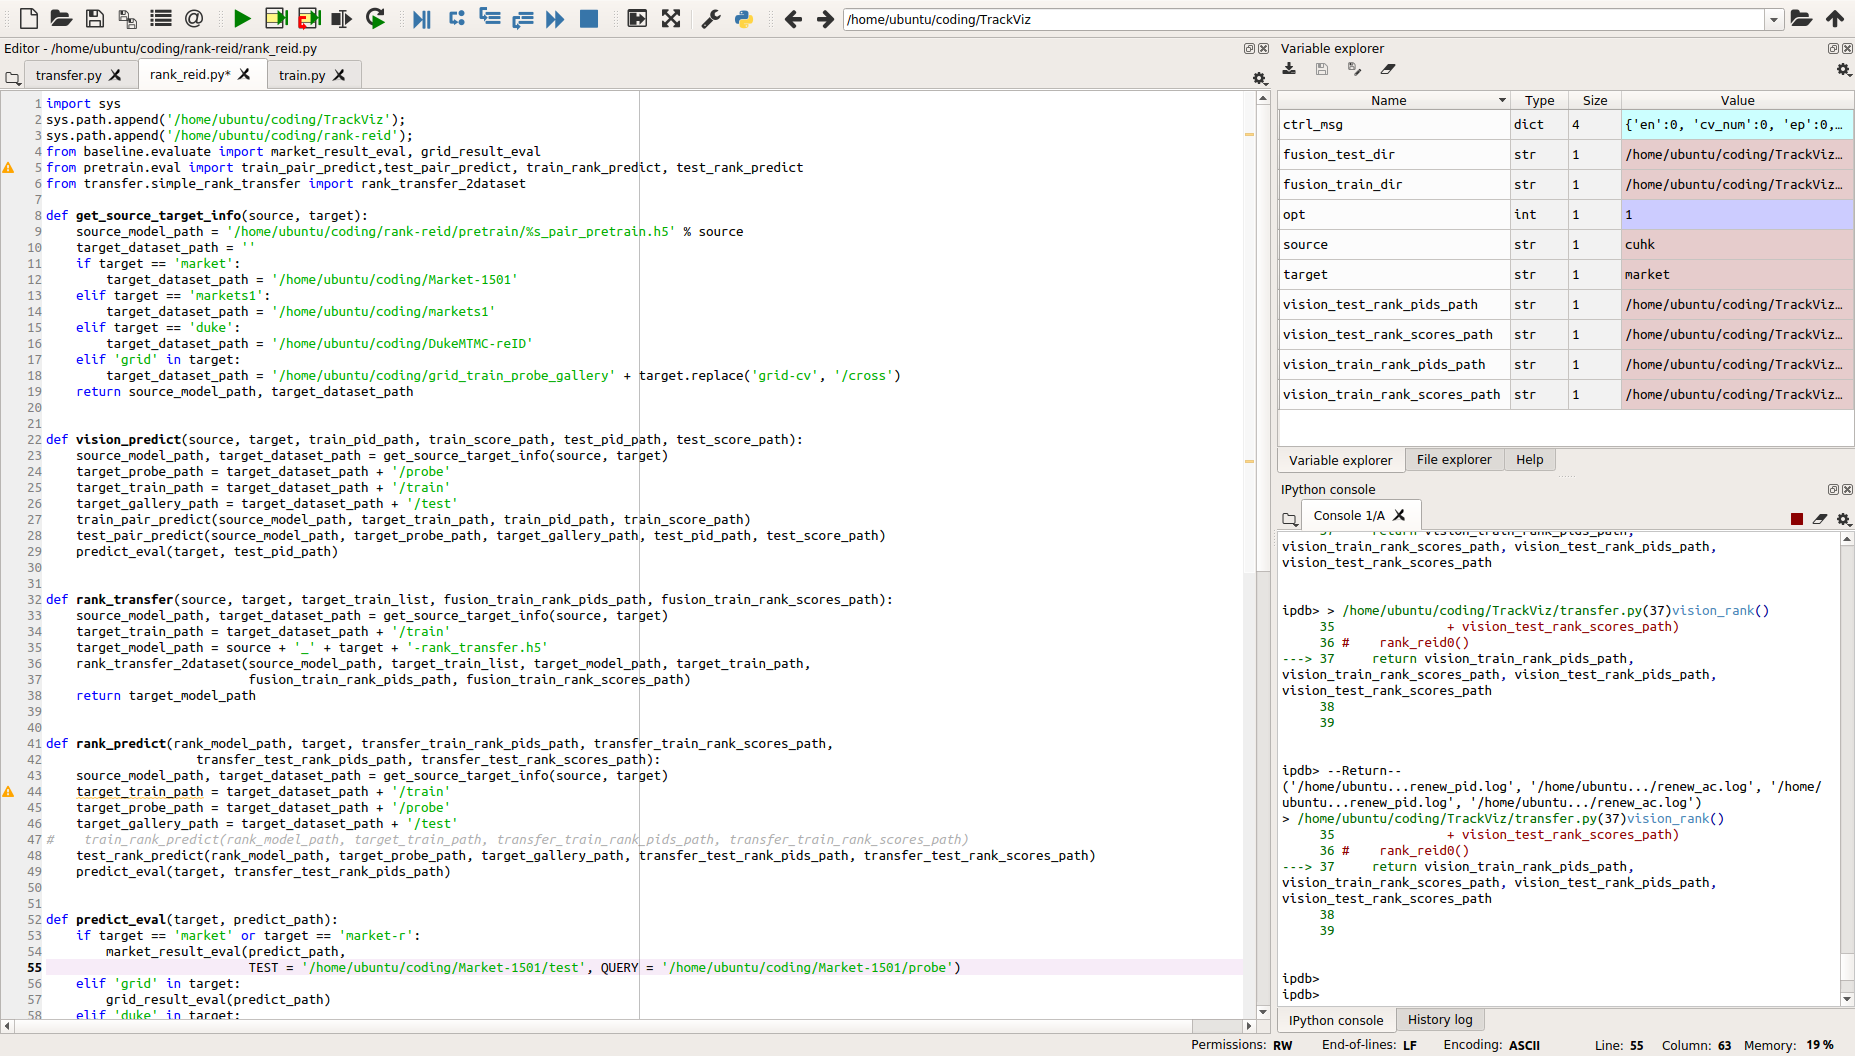 /home/ubuntu/coding/TrackViz
Editor - /home/ubuntu/coding/rank-reid/rank_reid.py
transfer.py
rank_reid.py*
train.py
1 import sys
2 sys.path.append('/home/ubuntu/coding/TrackViz');
3 sys.path.append('/home/ubuntu/coding/rank-reid');
4 from baseline.evaluate import market_result_eval, grid_result_eval
5 from pretrain.eval import train_pair_predict,test_pair_predict, train_rank_predict, test_rank_predict
6 from transfer.simple_rank_transfer import rank_transfer_2dataset
7
8 def get_source_target_info(source, target):
9     source_model_path = '/home/ubuntu/coding/rank-reid/pretrain/%s_pair_pretrain.h5' % source
10     target_dataset_path = ''
11     if target == 'market':
12         target_dataset_path = '/home/ubuntu/coding/Market-1501'
13     elif target == 'markets1':
14         target_dataset_path = '/home/ubuntu/coding/markets1'
15     elif target == 'duke':
16         target_dataset_path = '/home/ubuntu/coding/DukeMTMC-reID'
17     elif 'grid' in target:
18         target_dataset_path = '/home/ubuntu/coding/grid_train_probe_gallery' + target.replace('grid-cv', '/cross')
19     return source_model_path, target_dataset_path
20
21
22 def vision_predict(source, target, train_pid_path, train_score_path, test_pid_path, test_score_path):
23     source_model_path, target_dataset_path = get_source_target_info(source, target)
24     target_probe_path = target_dataset_path + '/probe'
25     target_train_path = target_dataset_path + '/train'
26     target_gallery_path = target_dataset_path + '/test'
27     train_pair_predict(source_model_path, target_train_path, train_pid_path, train_score_path)
28     test_pair_predict(source_model_path, target_probe_path, target_gallery_path, test_pid_path, test_score_path)
29     predict_eval(target, test_pid_path)
30
31
32 def rank_transfer(source, target, target_train_list, fusion_train_rank_pids_path, fusion_train_rank_scores_path):
33     source_model_path, target_dataset_path = get_source_target_info(source, target)
34     target_train_path = target_dataset_path + '/train'
35     target_model_path = source + '_' + target + '-rank_transfer.h5'
36     rank_transfer_2dataset(source_model_path, target_train_list, target_model_path, target_train_path,
37                            fusion_train_rank_pids_path, fusion_train_rank_scores_path)
38     return target_model_path
39
40
41 def rank_predict(rank_model_path, target, transfer_train_rank_pids_path, transfer_train_rank_scores_path,
42                     transfer_test_rank_pids_path, transfer_test_rank_scores_path):
43     source_model_path, target_dataset_path = get_source_target_info(source, target)
44     target_train_path = target_dataset_path + '/train'
45     target_probe_path = target_dataset_path + '/probe'
46     target_gallery_path = target_dataset_path + '/test'
47 #    train_rank_predict(rank_model_path, target_train_path, transfer_train_rank_pids_path, transfer_train_rank_scores_path)
48     test_rank_predict(rank_model_path, target_probe_path, target_gallery_path, transfer_test_rank_pids_path, transfer_test_rank_scores_path)
49     predict_eval(target, transfer_test_rank_pids_path)
50
51
52 def predict_eval(target, predict_path):
53     if target == 'market' or target == 'market-r':
54         market_result_eval(predict_path,
55                            TEST = '/home/ubuntu/coding/Market-1501/test', QUERY = '/home/ubuntu/coding/Market-1501/probe')
56     elif 'grid' in target:
57         grid_result_eval(predict_path)
58     elif 'duke' in target:
Variable explorer
Name Type Size Value
ctrl_msg dict 4 {'en':0, 'cv_num':0, 'ep':0,…
fusion_test_dir str 1 /home/ubuntu/coding/TrackViz…
fusion_train_dir str 1 /home/ubuntu/coding/TrackViz…
opt int 1 1
source str 1 cuhk
target str 1 market
vision_test_rank_pids_path str 1 /home/ubuntu/coding/TrackViz…
vision_test_rank_scores_path str 1 /home/ubuntu/coding/TrackViz…
vision_train_rank_pids_path str 1 /home/ubuntu/coding/TrackViz…
vision_train_rank_scores_path str 1 /home/ubuntu/coding/TrackViz…
Variable explorer File explorer Help
IPython console
Console 1/A
37     return vision_train_rank_pids_path,
vision_train_rank_scores_path, vision_test_rank_pids_path,
vision_test_rank_scores_path
ipdb> > /home/ubuntu/coding/TrackViz/transfer.py(37)vision_rank()
35               + vision_test_rank_scores_path)
36 #    rank_reid0()
---> 37     return vision_train_rank_pids_path,
vision_train_rank_scores_path, vision_test_rank_pids_path,
vision_test_rank_scores_path
38
39
ipdb> --Return--
('/home/ubuntu...renew_pid.log', '/home/ubuntu.../renew_ac.log', '/home/
ubuntu...renew_pid.log', '/home/ubuntu.../renew_ac.log')
> /home/ubuntu/coding/TrackViz/transfer.py(37)vision_rank()
35               + vision_test_rank_scores_path)
36 #    rank_reid0()
---> 37     return vision_train_rank_pids_path,
vision_train_rank_scores_path, vision_test_rank_pids_path,
vision_test_rank_scores_path
38
39
ipdb>
ipdb>
IPython console History log
Permissions: RW End-of-lines: LF Encoding: ASCII Line: 55 Column: 63 Memory: 19 %